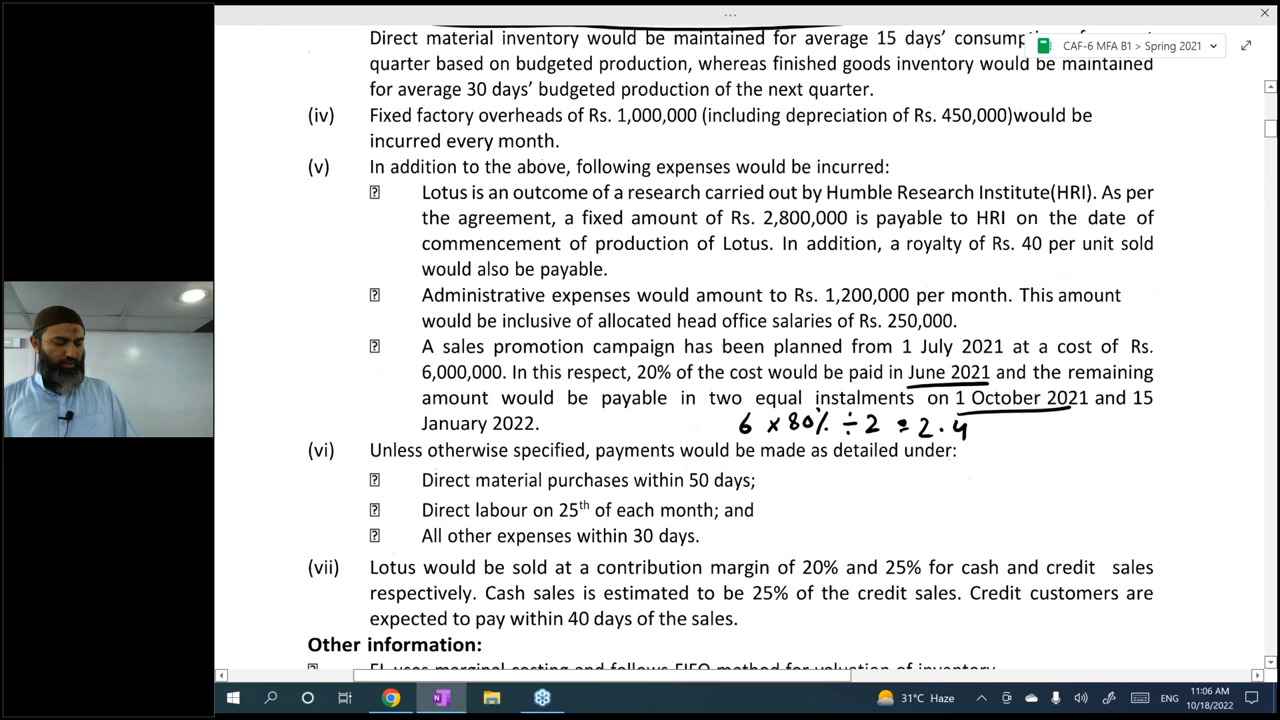 CAF-6 MFA B1 > Spring 2021
Direct material inventory would be maintained for average 15 days’ consump
quarter based on budgeted production, whereas finished goods inventory would be maintained
for average 30 days’ budgeted production of the next quarter.
(iv) Fixed factory overheads of Rs. 1,000,000 (including depreciation of Rs. 450,000)would be
incurred every month.
(v) In addition to the above, following expenses would be incurred:
Lotus is an outcome of a research carried out by Humble Research Institute(HRI). As per
the agreement, a fixed amount of Rs. 2,800,000 is payable to HRI on the date of
commencement of production of Lotus. In addition, a royalty of Rs. 40 per unit sold
would also be payable.
Administrative expenses would amount to Rs. 1,200,000 per month. This amount
would be inclusive of allocated head office salaries of Rs. 250,000.
A sales promotion campaign has been planned from 1 July 2021 at a cost of Rs.
6,000,000. In this respect, 20% of the cost would be paid in June 2021 and the remaining
amount would be payable in two equal instalments on 1 October 2021 and 15
January 2022.
6 × 80% ÷ 2 = 2.4
(vi) Unless otherwise specified, payments would be made as detailed under:
Direct material purchases within 50 days;
Direct labour on 25th of each month; and
All other expenses within 30 days.
(vii) Lotus would be sold at a contribution margin of 20% and 25% for cash and credit sales
respectively. Cash sales is estimated to be 25% of the credit sales. Credit customers are
expected to pay within 40 days of the sales.
Other information:
FL uses marginal costing and follows FIFO method for valuation of inventory
31°C Haze
ENG
11:06 AM
10/18/2022